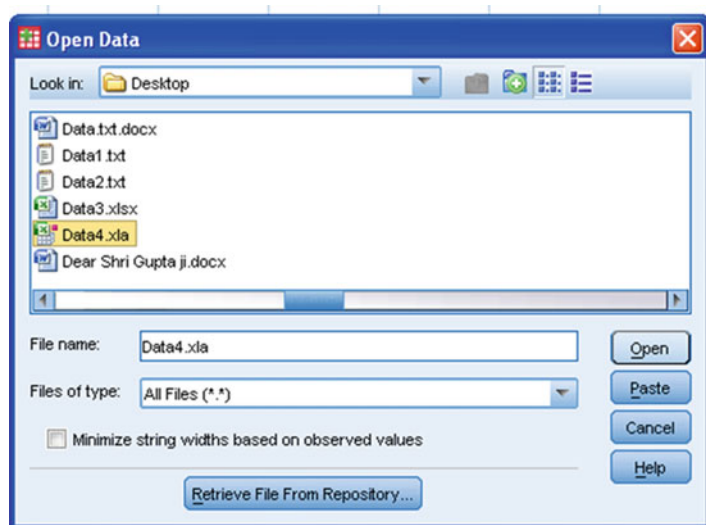 Open Data
Look in: Desktop
Data.txt.docx
Data1.txt
Data2.txt
Data3.xlsx
Data4.xla
Dear Shri Gupta ji.docx
File name: Data4.xla
Open
Files of type: All Files (*.*)
Paste
Minimize string widths based on observed values
Cancel
Help
Retrieve File From Repository...